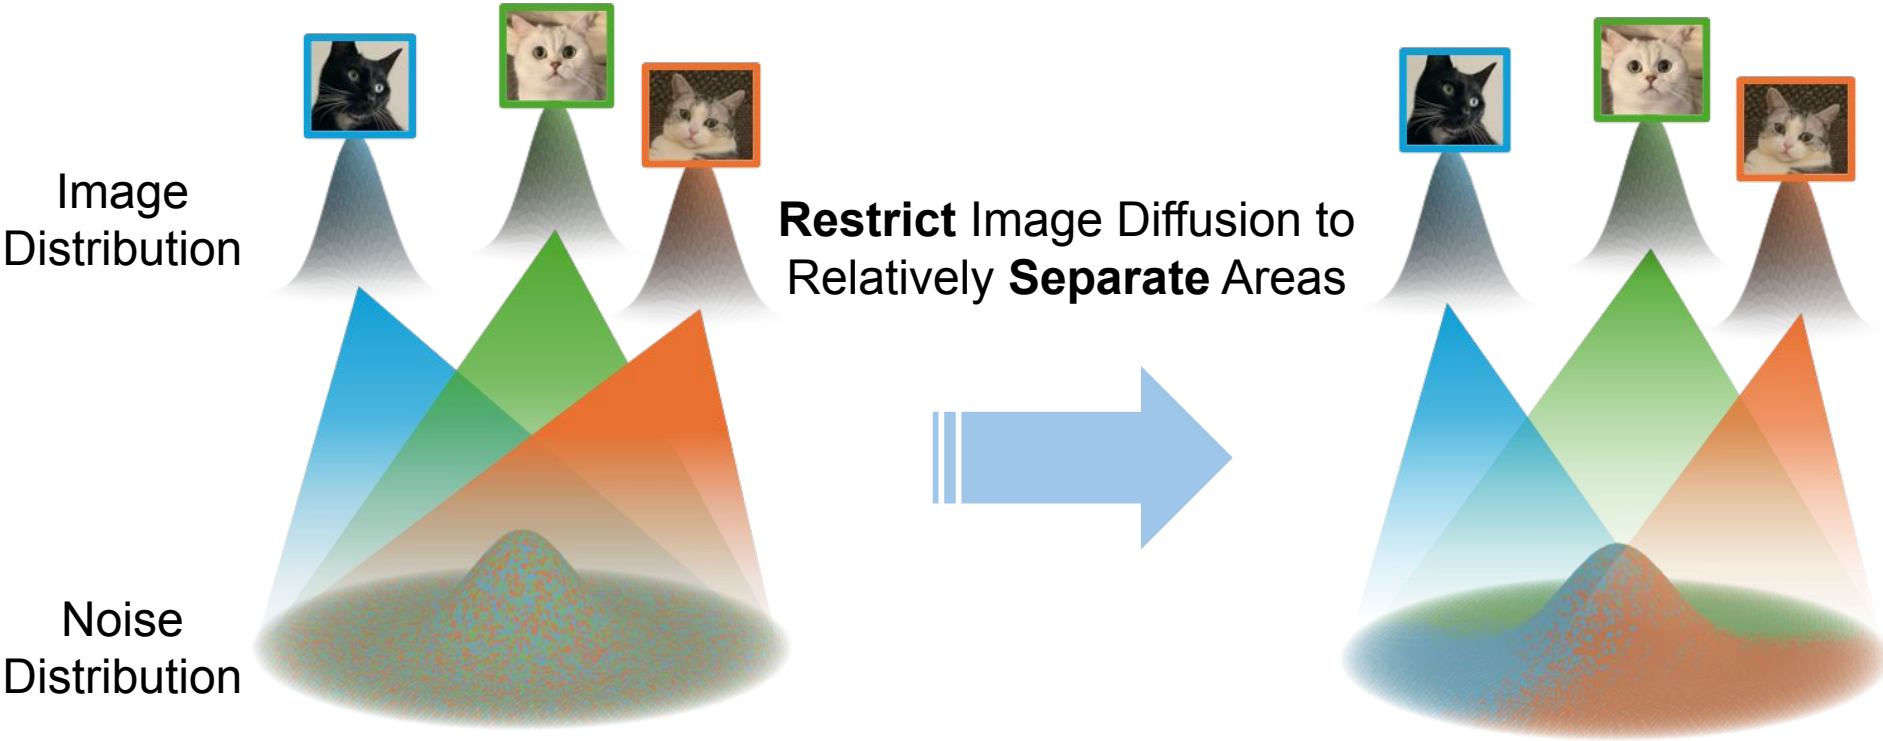 Image
Distribution
Restrict Image Diffusion to
Relatively Separate Areas
Noise
Distribution